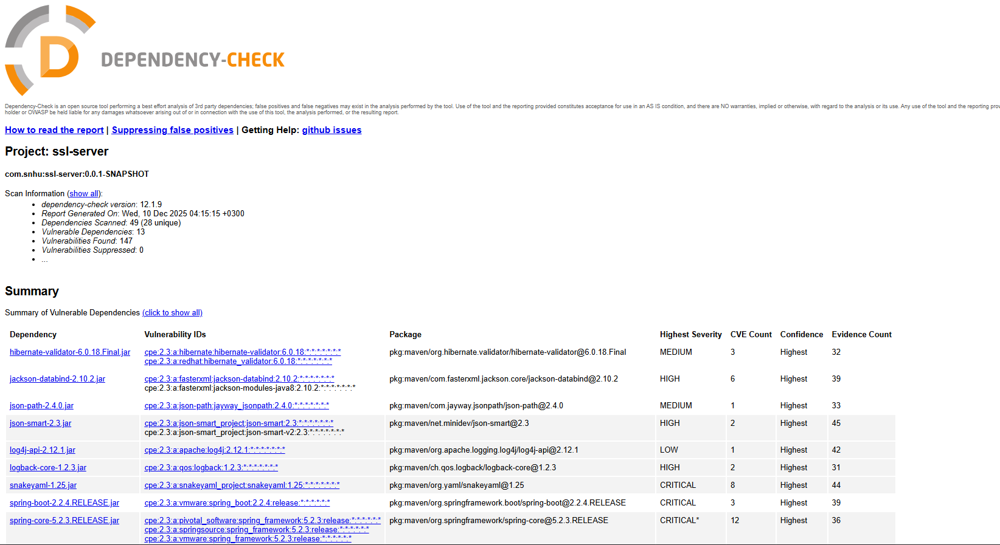 DEPENDENCY-CHECK
Dependency-Check is an open source tool performing a best effort analysis of 3rd party dependencies; false positives and false negatives may exist in the analysis performed by the tool. Use of the tool and the reporting provided constitutes acceptance for use in an AS IS condition, and there are NO warranties, implied or otherwise, with regard to the analysis or its use. Any use of the tool and the reporting prov
holder or OWASP be held liable for any damages whatsoever arising out of or in connection with the use of this tool, the analysis performed, or the resulting report.
How to read the report | Suppressing false positives | Getting Help: github issues
Project: ssl-server
com.snhu:ssl-server:0.0.1-SNAPSHOT
Scan Information (show all):
• dependency-check version: 12.1.9
• Report Generated On: Wed, 10 Dec 2025 04:15:15 +0300
• Dependencies Scanned: 49 (28 unique)
• Vulnerable Dependencies: 13
• Vulnerabilities Found: 147
• Vulnerabilities Suppressed: 0
• ...
Summary
Summary of Vulnerable Dependencies (click to show all)
Dependency Vulnerability IDs Package Highest Severity CVE Count Confidence Evidence Count
hibernate-validator-6.0.18.Final.jar cpe:2.3:a:hibernate:hibernate-validator:6.0.18:*:*:*:*:*:*:* pkg:maven/org.hibernate.validator/hibernate-validator@6.0.18.Final MEDIUM 3 Highest 32
cpe:2.3:a:redhat:hibernate_validator:6.0.18:*:*:*:*:*:*:*
jackson-databind-2.10.2.jar cpe:2.3:a:fasterxml:jackson-databind:2.10.2:*:*:*:*:*:*:* pkg:maven/com.fasterxml.jackson.core/jackson-databind@2.10.2 HIGH 6 Highest 39
cpe:2.3:a:fasterxml:jackson-modules-java8:2.10.2:*:*:*:*:*:*:*
json-path-2.4.0.jar cpe:2.3:a:json-path:jayway_jsonpath:2.4.0:*:*:*:*:*:*:* pkg:maven/com.jayway.jsonpath/json-path@2.4.0 MEDIUM 1 Highest 33
json-smart-2.3.jar cpe:2.3:a:json-smart_project:json-smart:2.3:*:*:*:*:*:*:* pkg:maven/net.minidev/json-smart@2.3 HIGH 2 Highest 45
cpe:2.3:a:json-smart_project:json-smart-v2:2.3:*:*:*:*:*:*:*
log4j-api-2.12.1.jar cpe:2.3:a:apache:log4j:2.12.1:*:*:*:*:*:*:* pkg:maven/org.apache.logging.log4j/log4j-api@2.12.1 LOW 1 Highest 42
logback-core-1.2.3.jar cpe:2.3:a:qos:logback:1.2.3:*:*:*:*:*:*:* pkg:maven/ch.qos.logback/logback-core@1.2.3 HIGH 2 Highest 31
snakeyaml-1.25.jar cpe:2.3:a:snakeyaml_project:snakeyaml:1.25:*:*:*:*:*:*:* pkg:maven/org.yaml/snakeyaml@1.25 CRITICAL 8 Highest 44
spring-boot-2.2.4.RELEASE.jar cpe:2.3:a:vmware:spring_boot:2.2.4:release:*:*:*:*:*:* pkg:maven/org.springframework.boot/spring-boot@2.2.4.RELEASE CRITICAL 3 Highest 39
spring-core-5.2.3.RELEASE.jar cpe:2.3:a:pivotal_software:spring_framework:5.2.3:release:*:*:*:*:*:* pkg:maven/org.springframework/spring-core@5.2.3.RELEASE CRITICAL* 12 Highest 36
cpe:2.3:a:springsource:spring_framework:5.2.3:release:*:*:*:*:*:*
cpe:2.3:a:vmware:spring_framework:5.2.3:release:*:*:*:*:*:*